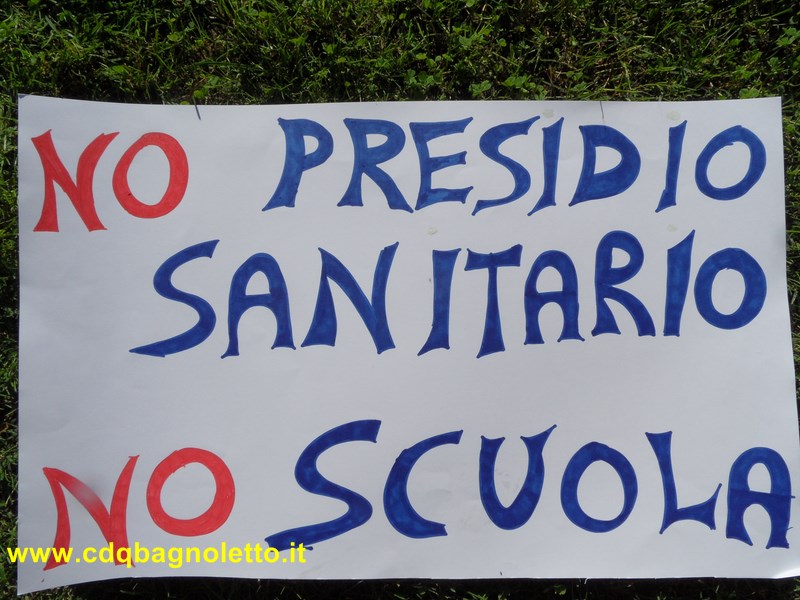 NO PRESIDIO
SANITARIO
NO SCUOLA
www.cdqbagnoletto.it